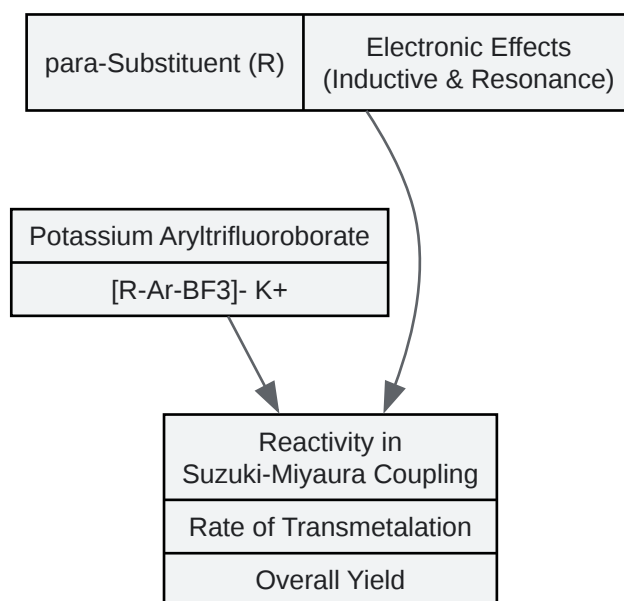 para-Substituent (R)
Electronic Effects
(Inductive & Resonance)
Potassium Aryltrifluoroborate
[R-Ar-BF3]- K+
Reactivity in
Suzuki-Miyaura Coupling
Rate of Transmetalation
Overall Yield